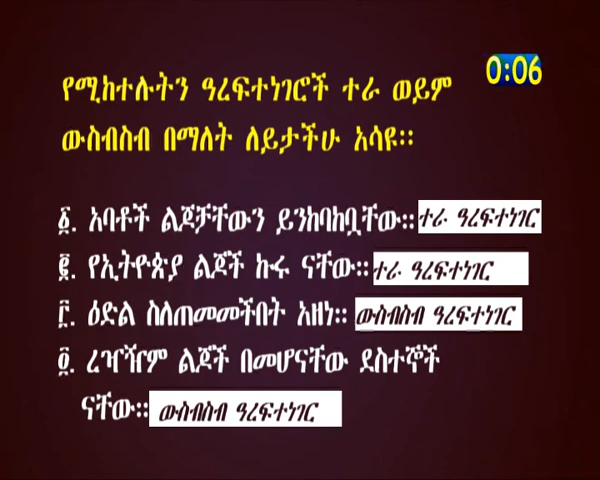 0:06
የሚከተሉትን ዓረፍተነገሮች ተራ ወይም
ውስብስብ በማለት ለይታችሁ አሳዩ።
፩. አባቶች ልጆቻቸውን ይንከባከቧቸው። ተራ ዓረፍተነገር
፪. የኢትዮጵያ ልጆች ኩሩ ናቸው። ተራ ዓረፍተነገር
፫. ዕድል ስለጠመመችበት አዘነ። ውስብስብ ዓረፍተነገር
፬. ረዣዥም ልጆች በመሆናቸው ደስተኞች
ናቸው። ውስብስብ ዓረፍተነገር